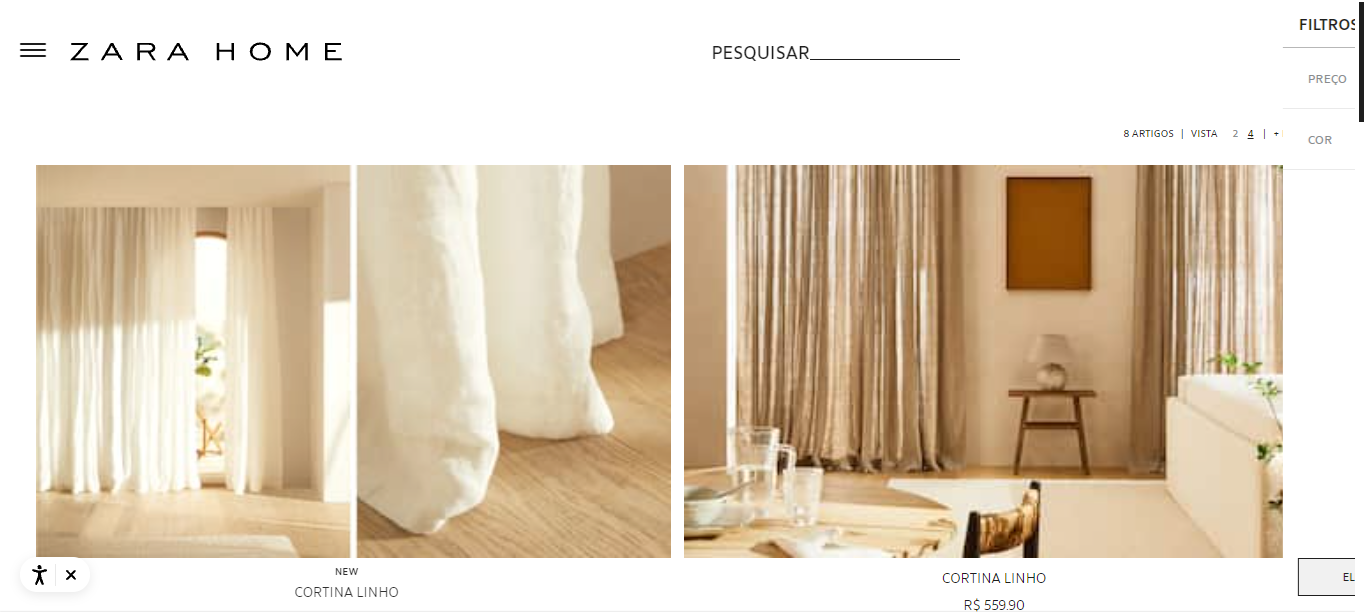 ZARA HOME
PESQUISAR
FILTROS
PREÇO
COR
8 ARTIGOS | VISTA 2 4 | +
NEW
CORTINA LINHO
CORTINA LINHO
R$ 559.90
EL